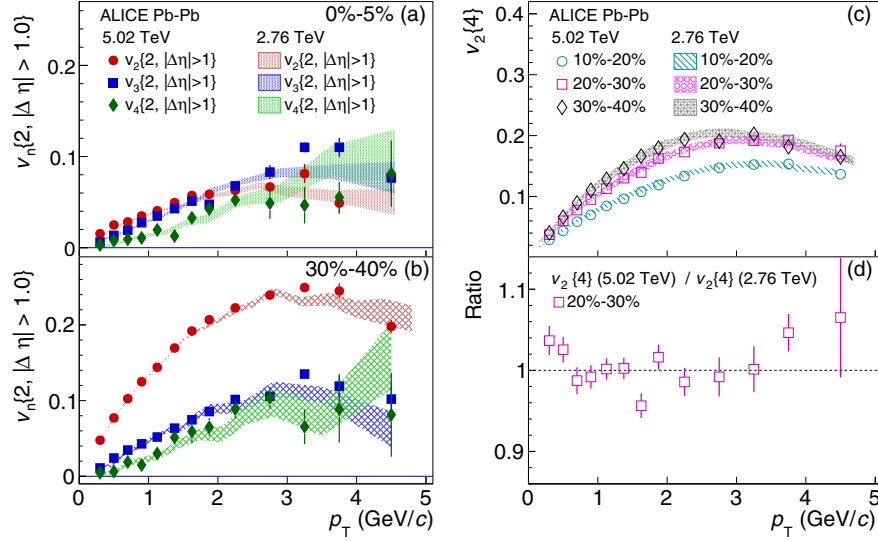 ALICE Pb-Pb
0%-5% (a)
5.02 TeV
2.76 TeV
v₂{2, |Δη|>1}
v₃{2, |Δη|>1}
v₄{2, |Δη|>1}
v₂{2, |Δη|>1}
v₃{2, |Δη|>1}
v₄{2, |Δη|>1}
vₙ{2, |Δη| > 1.0}
0.2
0.1
0
30%-40% (b)
vₙ{2, |Δη| > 1.0}
0.2
0.1
0
0 1 2 3 4 5
p_T (GeV/c)
ALICE Pb-Pb
(c)
5.02 TeV
2.76 TeV
10%-20%
20%-30%
30%-40%
10%-20%
20%-30%
30%-40%
v₂{4}
0.4
0.3
0.2
0.1
v₂{4} (5.02 TeV) / v₂{4} (2.76 TeV)
(d)
20%-30%
Ratio
1.1
1
0.9
0 1 2 3 4 5
p_T (GeV/c)